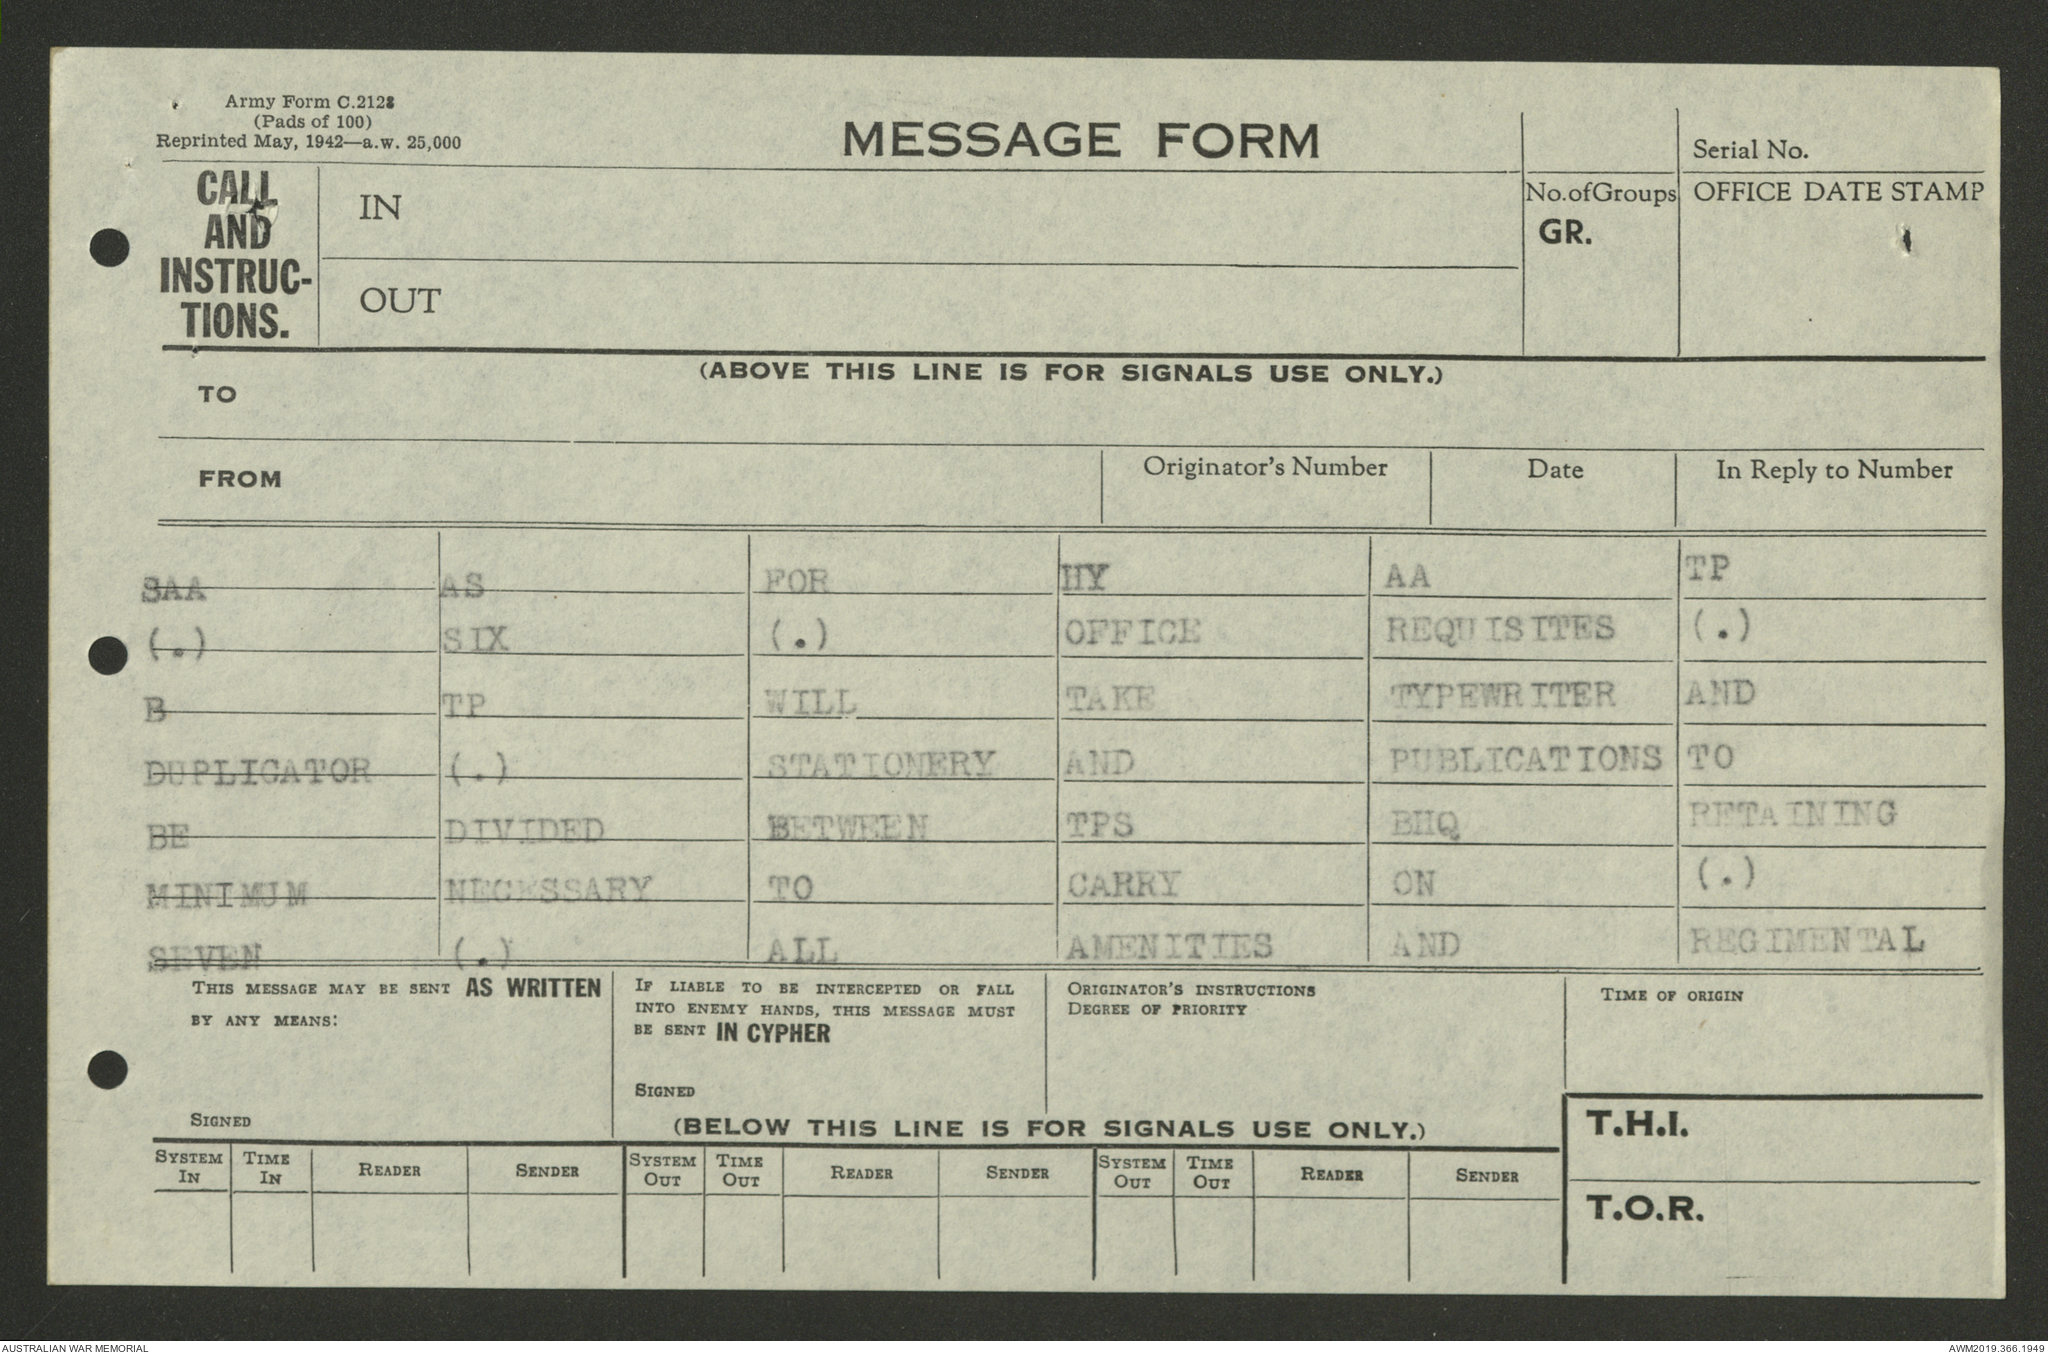 Army Form C.2128
(Pads of 100)
Reprinted May, 1942—a.w. 25,000
MESSAGE FORM
Serial No.
CALL
AND
INSTRUC-
TIONS.
IN
OUT
No. of Groups
GR.
OFFICE DATE STAMP
(ABOVE THIS LINE IS FOR SIGNALS USE ONLY.)
TO
FROM
Originator's Number
Date
In Reply to Number
SAA AS FOR HY AA TP
(.) SIX (.) OFFICE REQUISITES (.)
B TP WILL TAKE TYPEWRITER AND
DUPLICATOR (.) STATIONERY AND PUBLICATIONS TO
BE DIVIDED BETWEEN TPS BHQ RETAINING
MINIMUM NECESSARY TO CARRY ON (.)
SEVEN (.) ALL AMENITIES AND REGIMENTAL
THIS MESSAGE MAY BE SENT AS WRITTEN
BY ANY MEANS:
SIGNED
IF LIABLE TO BE INTERCEPTED OR FALL
INTO ENEMY HANDS, THIS MESSAGE MUST
BE SENT IN CYPHER
SIGNED
ORIGINATOR'S INSTRUCTIONS
DEGREE OF PRIORITY
TIME OF ORIGIN
(BELOW THIS LINE IS FOR SIGNALS USE ONLY.)
T.H.I.
T.O.R.
SYSTEM IN
TIME IN
READER
SENDER
SYSTEM OUT
TIME OUT
READER
SENDER
SYSTEM OUT
TIME OUT
READER
SENDER
AUSTRALIAN WAR MEMORIAL
AWM2019.366.1949